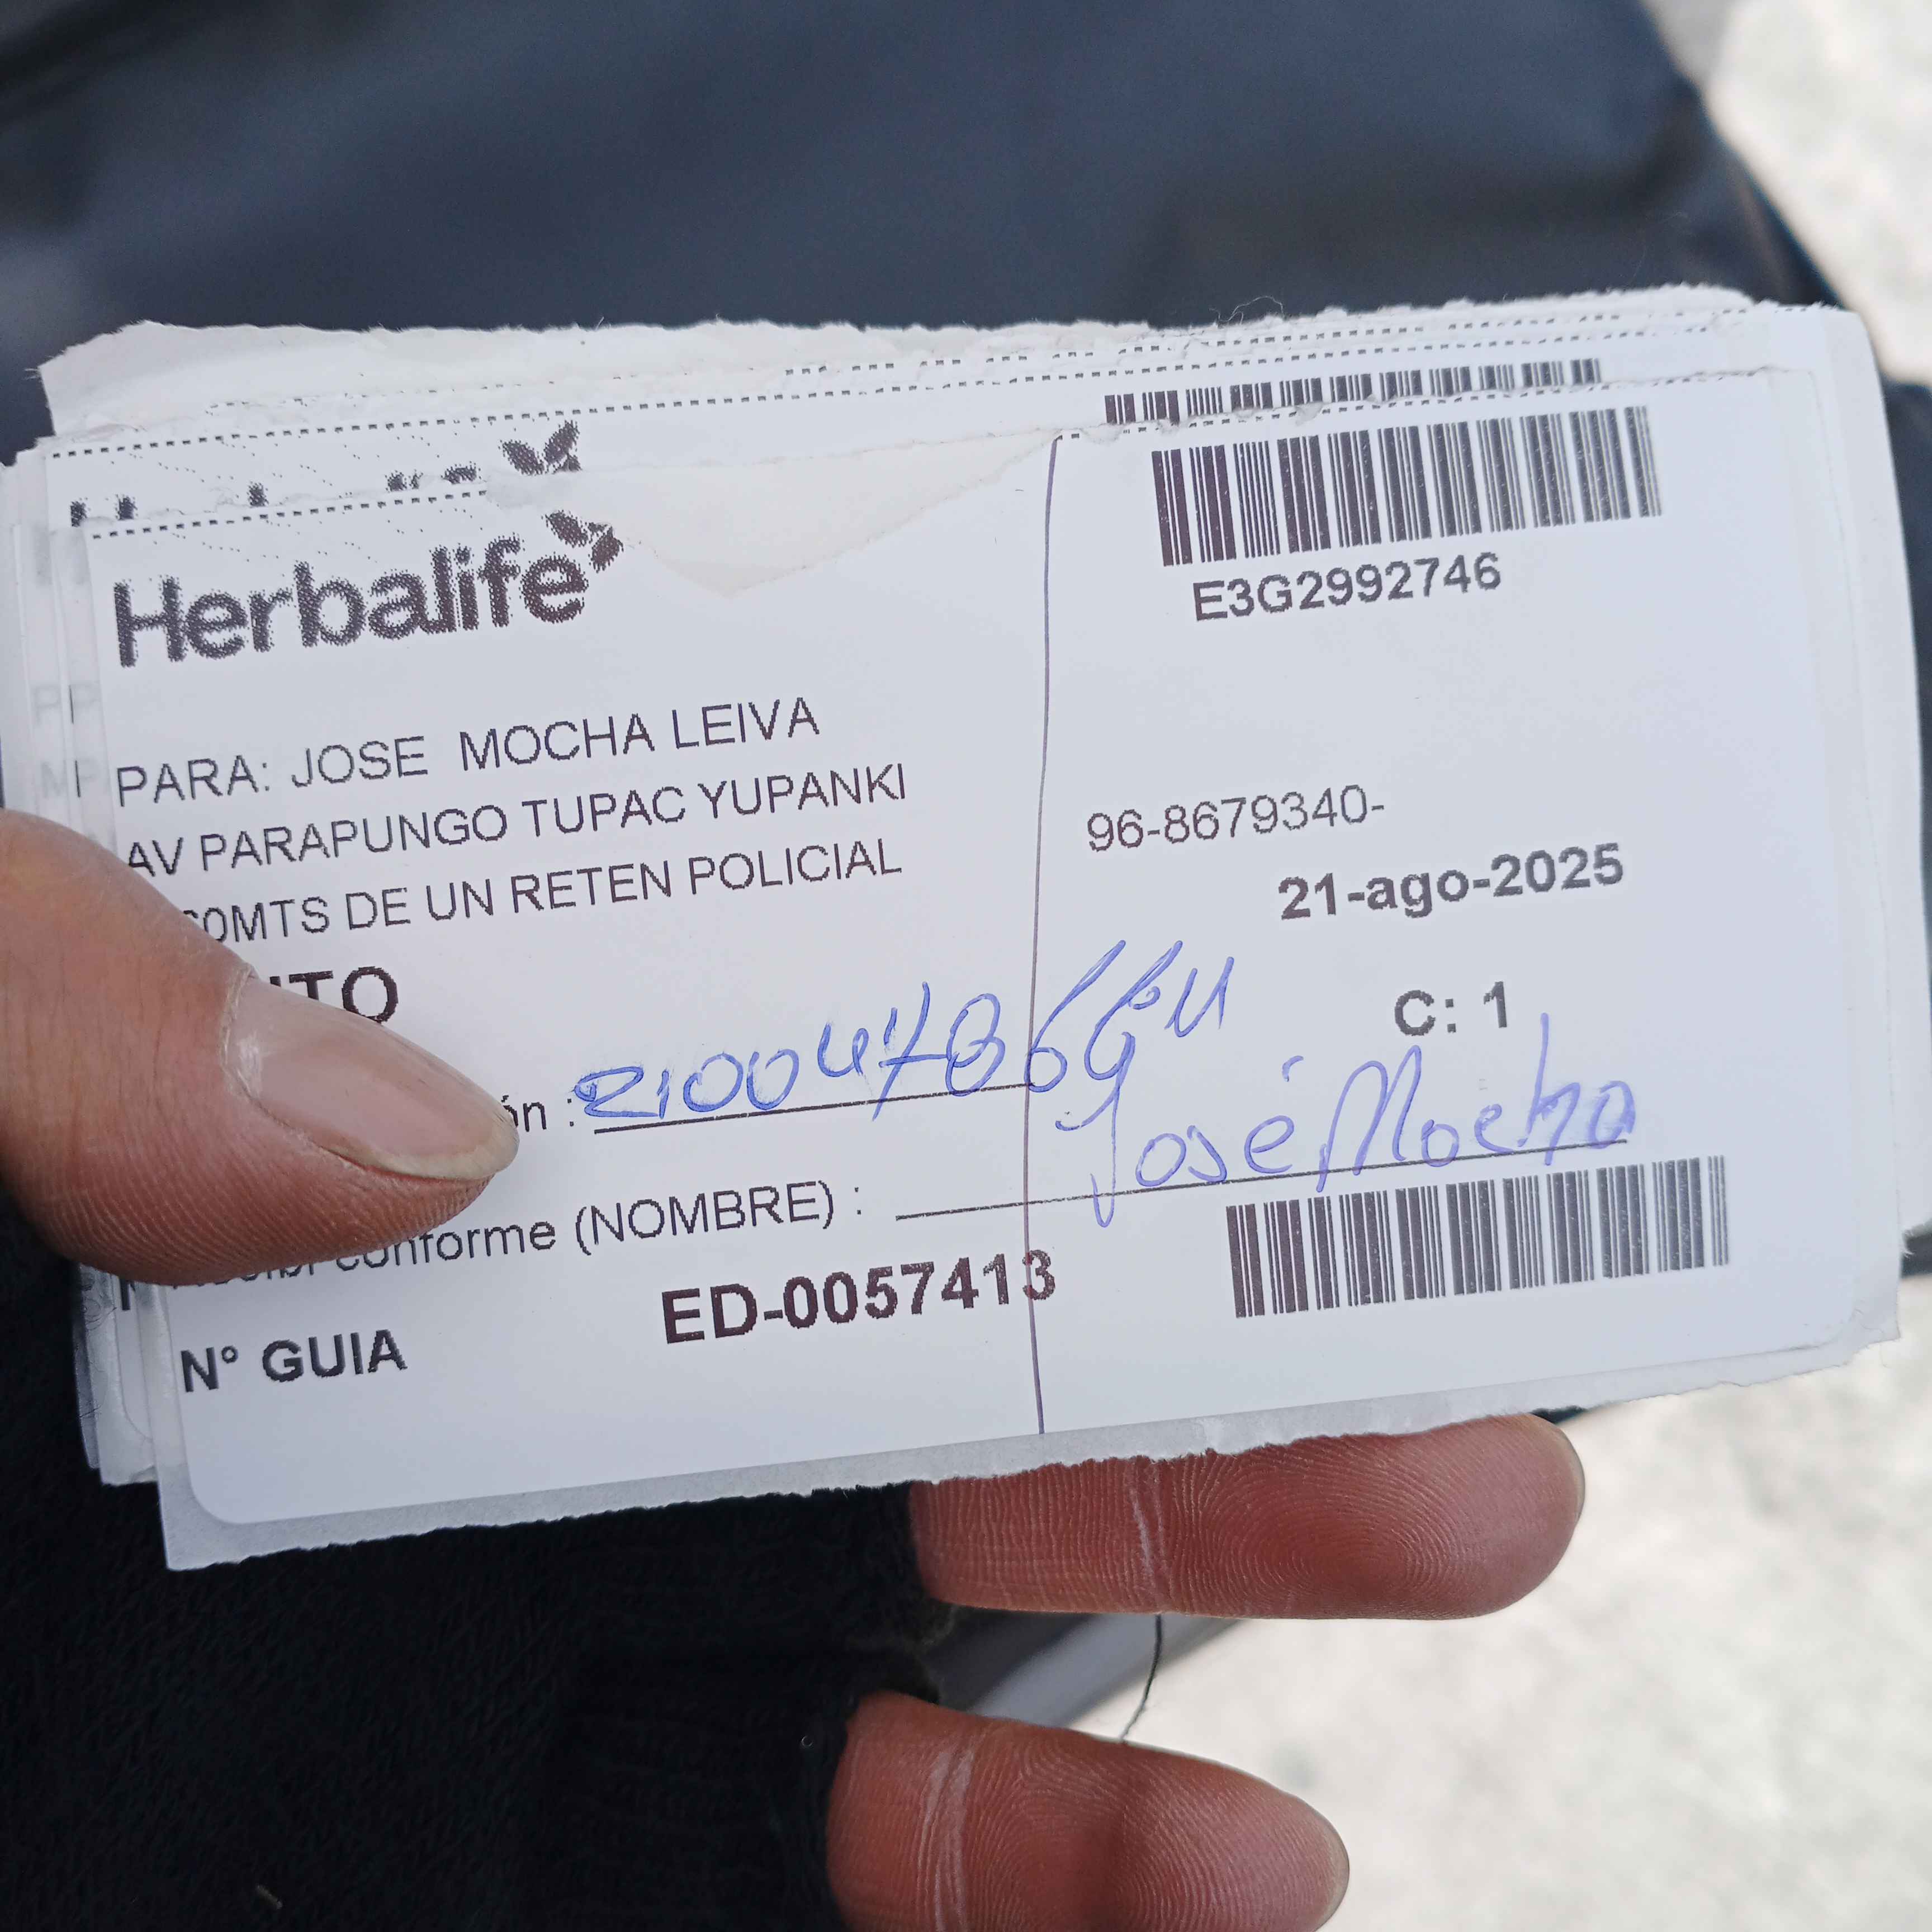 Herbalife
E3G2992746
PARA: JOSE MOCHA LEIVA
AV PARAPUNGO TUPAC YUPANKI
0MTS DE UN RETEN POLICIAL
96-8679340-
21-ago-2025
C: 1
ón :
José Mocha
conforme (NOMBRE) :
N° GUIA ED-0057413